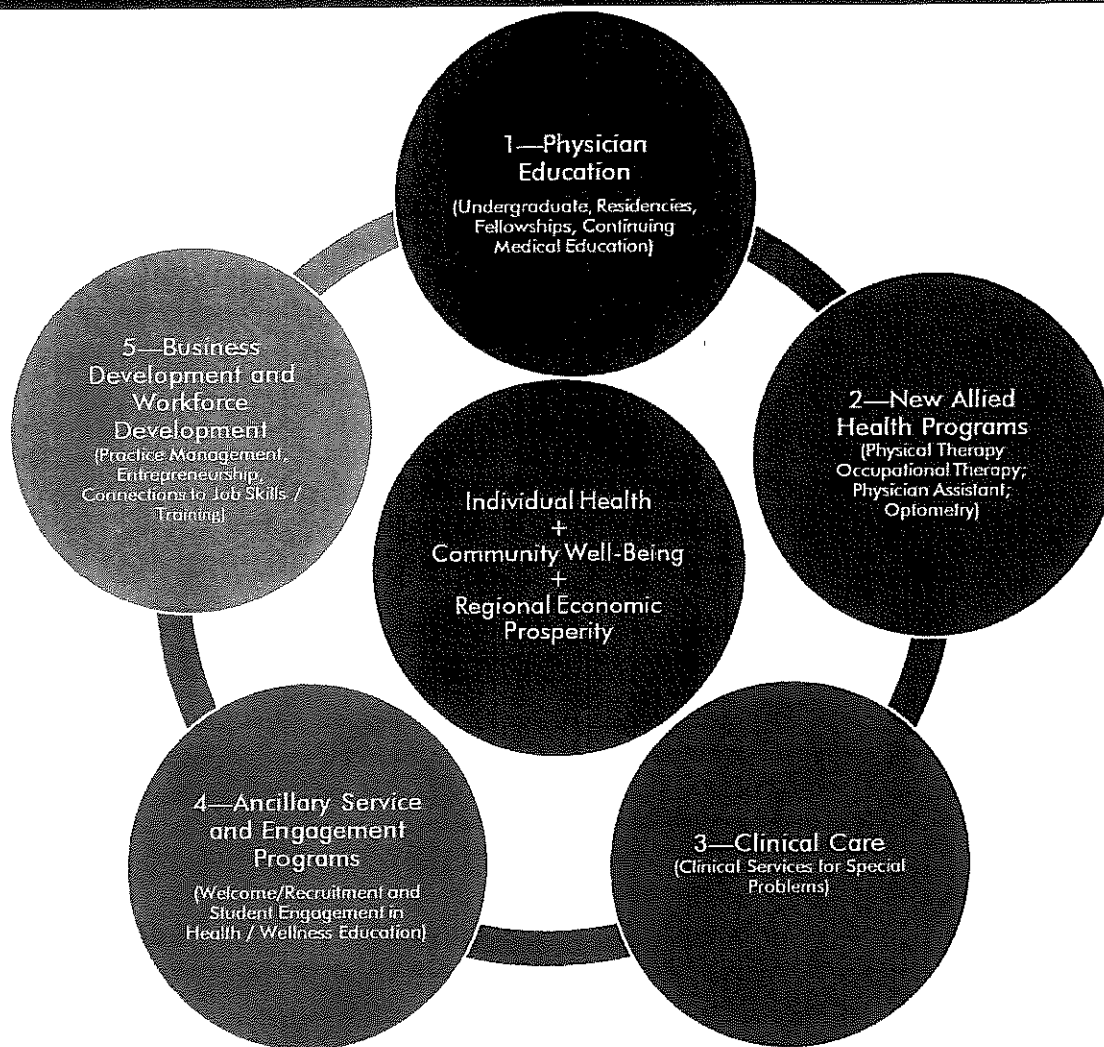 1—Physician
Education
(Undergraduate, Residencies,
Fellowships, Continuing
Medical Education)
2—New Allied
Health Programs
(Physical Therapy
Occupational Therapy;
Physician Assistant;
Optometry)
3—Clinical Care
(Clinical Services for Special
Problems)
4—Ancillary Service
and Engagement
Programs
(Welcome/Recruitment and
Student Engagement in
Health / Wellness Education)
5—Business
Development and
Workforce
Development
(Practice Management,
Entrepreneurship,
Connections to Job Skills /
Training)
Individual Health
+
Community Well-Being
+
Regional Economic
Prosperity